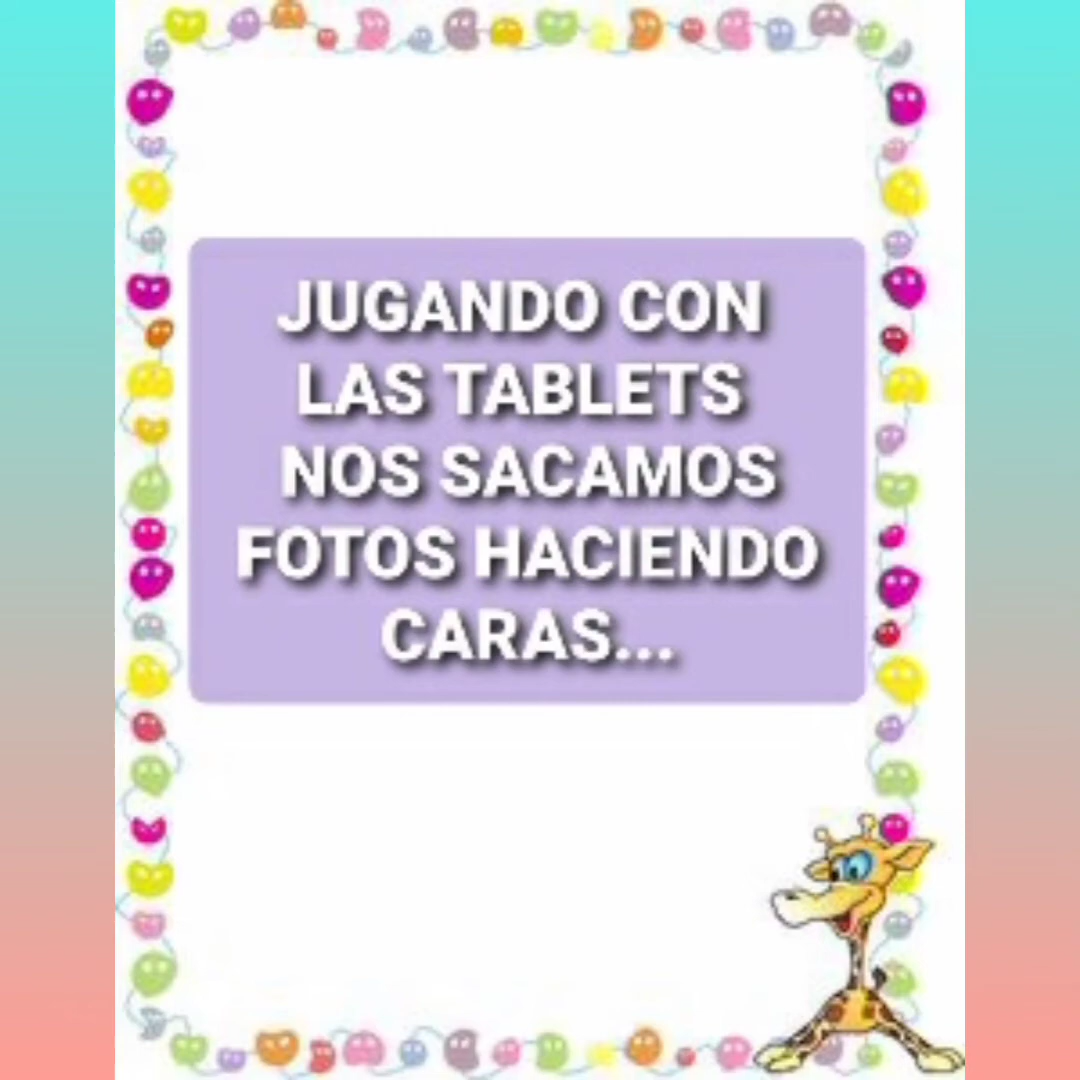 JUGANDO CON
LAS TABLETS
NOS SACAMOS
FOTOS HACIENDO
CARAS...